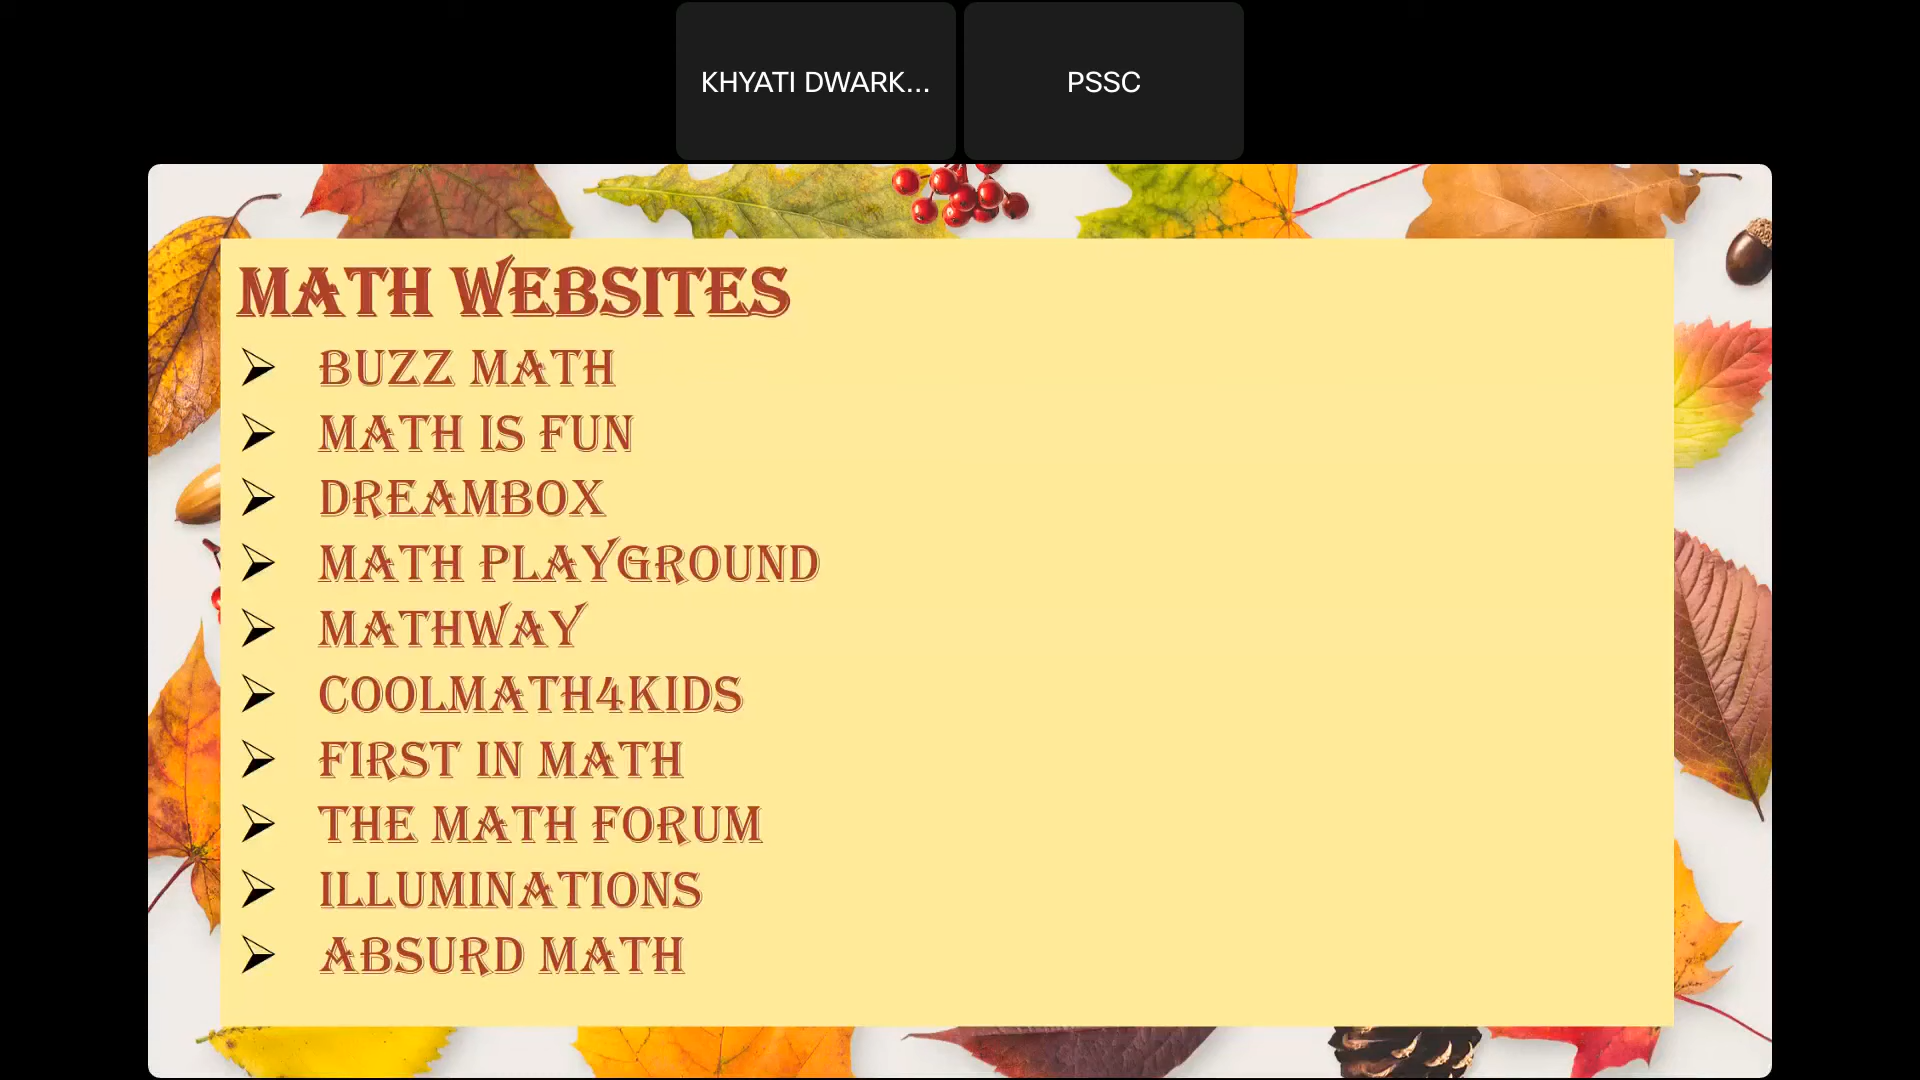 KHYATI DWARK...
PSSC
MATH WEBSITES
➢ BUZZ MATH
➢ MATH IS FUN
➢ DREAMBOX
➢ MATH PLAYGROUND
➢ MATHWAY
➢ COOLMATH4KIDS
➢ FIRST IN MATH
➢ THE MATH FORUM
➢ ILLUMINATIONS
➢ ABSURD MATH